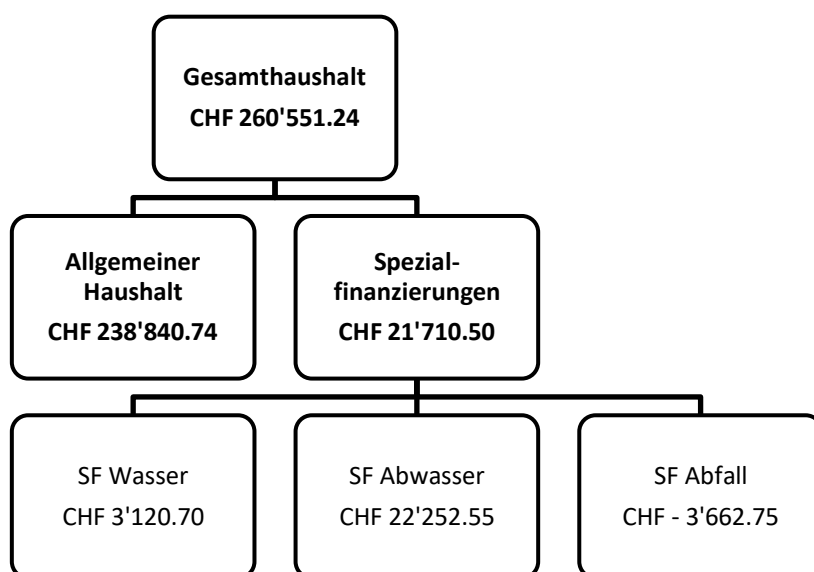 Gesamthaushalt
CHF 260'551.24
Allgemeiner
Haushalt
CHF 238'840.74
Spezial-
finanzierungen
CHF 21'710.50
SF Wasser
CHF 3'120.70
SF Abwasser
CHF 22'252.55
SF Abfall
CHF - 3'662.75